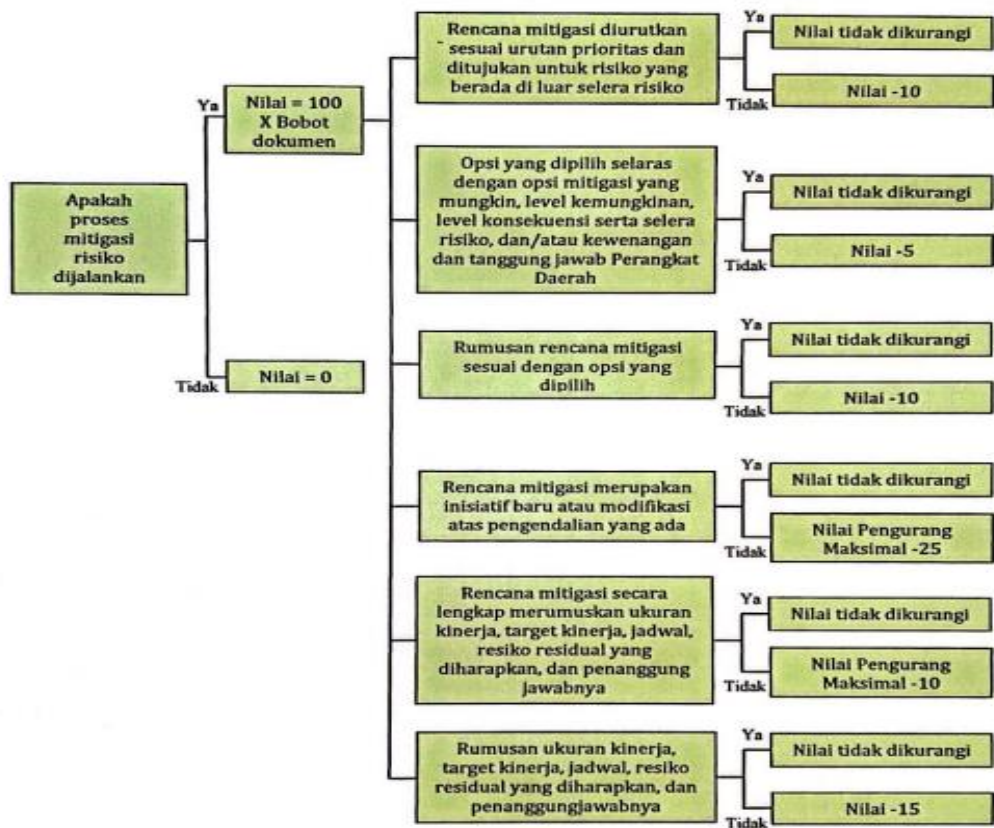 Apakah
proses
mitigasi
risiko
dijalankan
Ya
Nilai = 100
X Bobot
dokumen
Tidak
Nilai = 0
Rencana mitigasi diurutkan
sesuai urutan prioritas dan
ditujukan untuk risiko yang
berada di luar selera risiko
Ya
Nilai tidak dikurangi
Tidak
Nilai -10
Opsi yang dipilih selaras
dengan opsi mitigasi yang
mungkin, level kemungkinan,
level konsekuensi serta selera
risiko, dan/atau kewenangan
dan tanggung jawab Perangkat
Daerah
Ya
Nilai tidak dikurangi
Tidak
Nilai -5
Rumusan rencana mitigasi
sesuai dengan opsi yang
dipilih
Ya
Nilai tidak dikurangi
Tidak
Nilai -10
Rencana mitigasi merupakan
inisiatif baru atau modifikasi
atas pengendalian yang ada
Ya
Nilai tidak dikurangi
Tidak
Nilai Pengurang
Maksimal -25
Rencana mitigasi secara
lengkap merumuskan ukuran
kinerja, target kinerja, jadwal,
resiko residual yang
diharapkan, dan penanggung
jawabnya
Ya
Nilai tidak dikurangi
Tidak
Nilai Pengurang
Maksimal -10
Rumusan ukuran kinerja,
target kinerja, jadwal, resiko
residual yang diharapkan, dan
penanggungjawabnya
Ya
Nilai tidak dikurangi
Tidak
Nilai -15